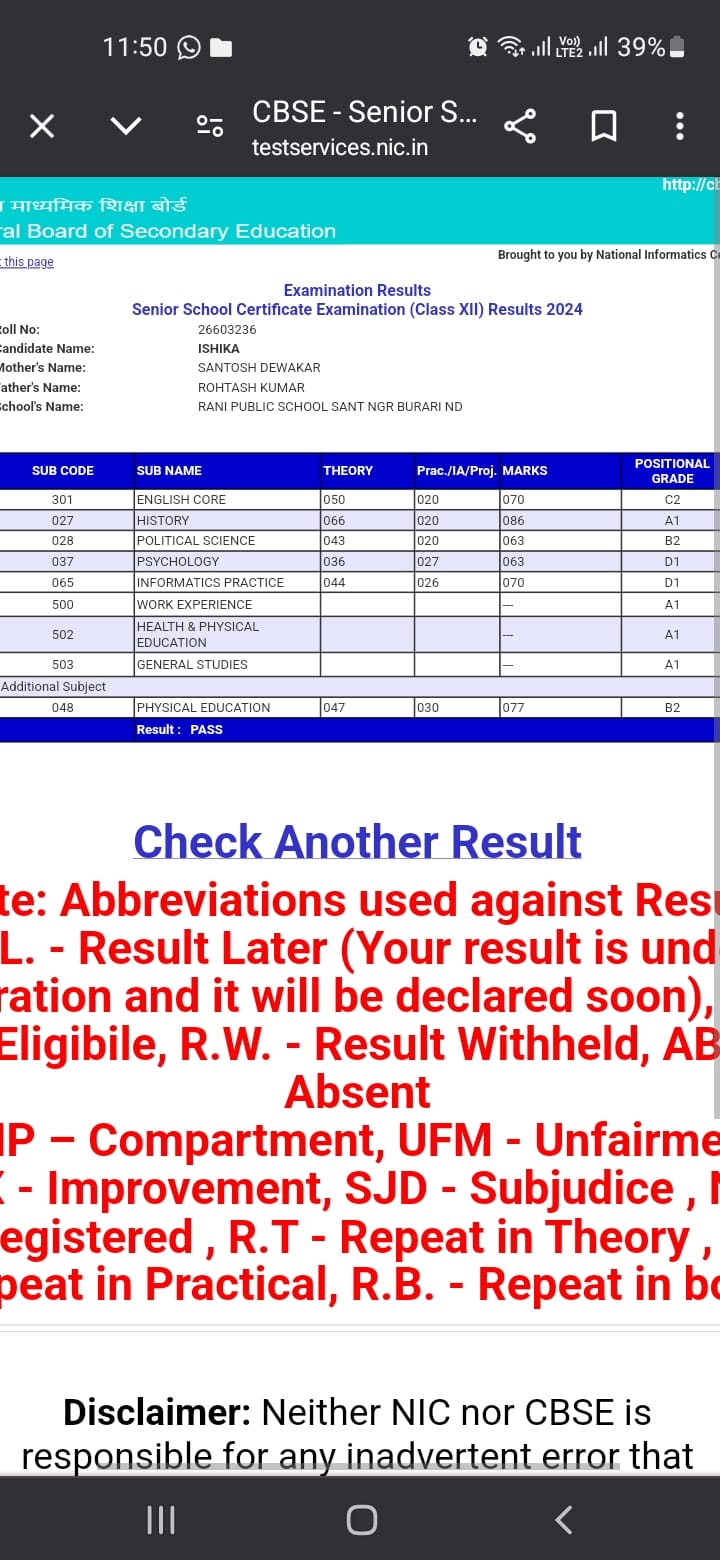 11:50
Vo)) LTE2 39%
CBSE - Senior S...
testservices.nic.in
http://cb
माध्यमिक शिक्षा बोर्ड
ral Board of Secondary Education
this page
Brought to you by National Informatics Ce
Examination Results
Senior School Certificate Examination (Class XII) Results 2024
Roll No: 26603236
Candidate Name: ISHIKA
Mother's Name: SANTOSH DEWAKAR
Father's Name: ROHTASH KUMAR
School's Name: RANI PUBLIC SCHOOL SANT NGR BURARI ND
SUB CODE SUB NAME THEORY Prac./IA/Proj. MARKS POSITIONAL GRADE
301 ENGLISH CORE 050 020 070 C2
027 HISTORY 066 020 086 A1
028 POLITICAL SCIENCE 043 020 063 B2
037 PSYCHOLOGY 036 027 063 D1
065 INFORMATICS PRACTICE 044 026 070 D1
500 WORK EXPERIENCE --- A1
502 HEALTH & PHYSICAL EDUCATION --- A1
503 GENERAL STUDIES --- A1
Additional Subject
048 PHYSICAL EDUCATION 047 030 077 B2
Result : PASS
Check Another Result
te: Abbreviations used against Resu
L. - Result Later (Your result is und
ration and it will be declared soon),
Eligibile, R.W. - Result Withheld, AB
Absent
MP – Compartment, UFM - Unfairme
- Improvement, SJD - Subjudice , N
egistered , R.T - Repeat in Theory ,
peat in Practical, R.B. - Repeat in bo
Disclaimer: Neither NIC nor CBSE is
responsible for any inadvertent error that